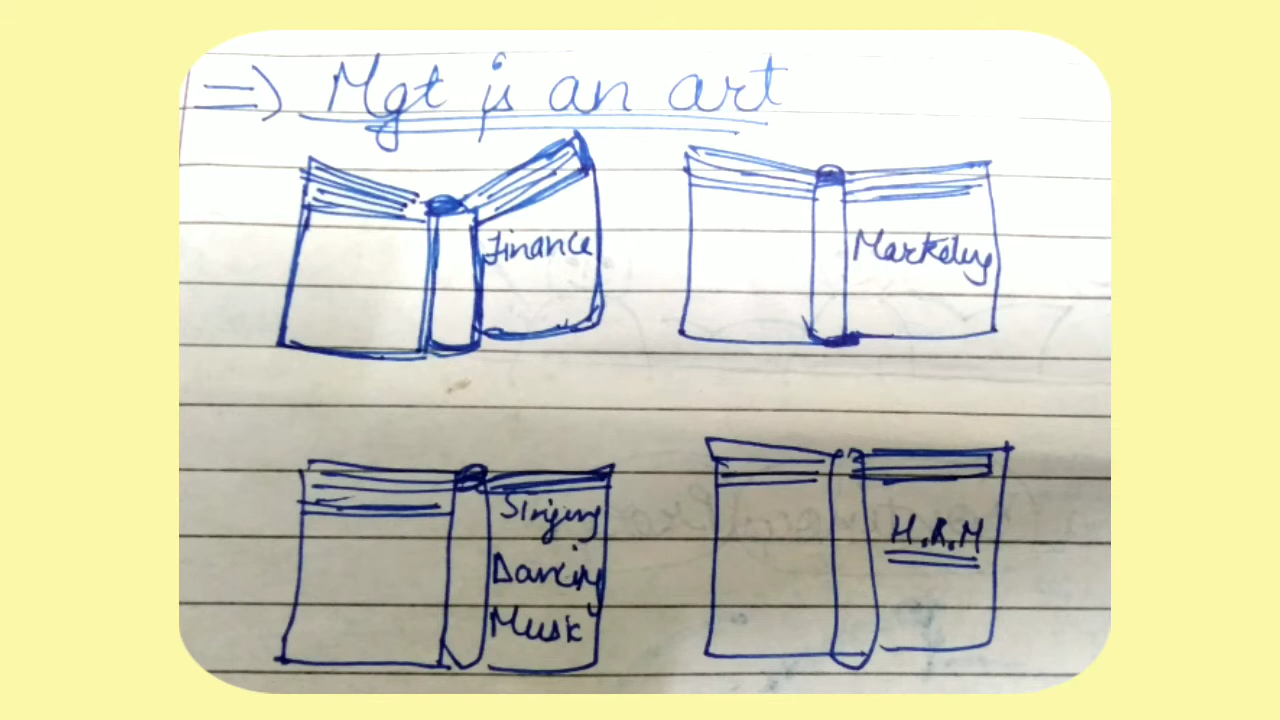 => Mgt is an art
Finance
Marketing
Singing
Dancing
Music
H.R.M